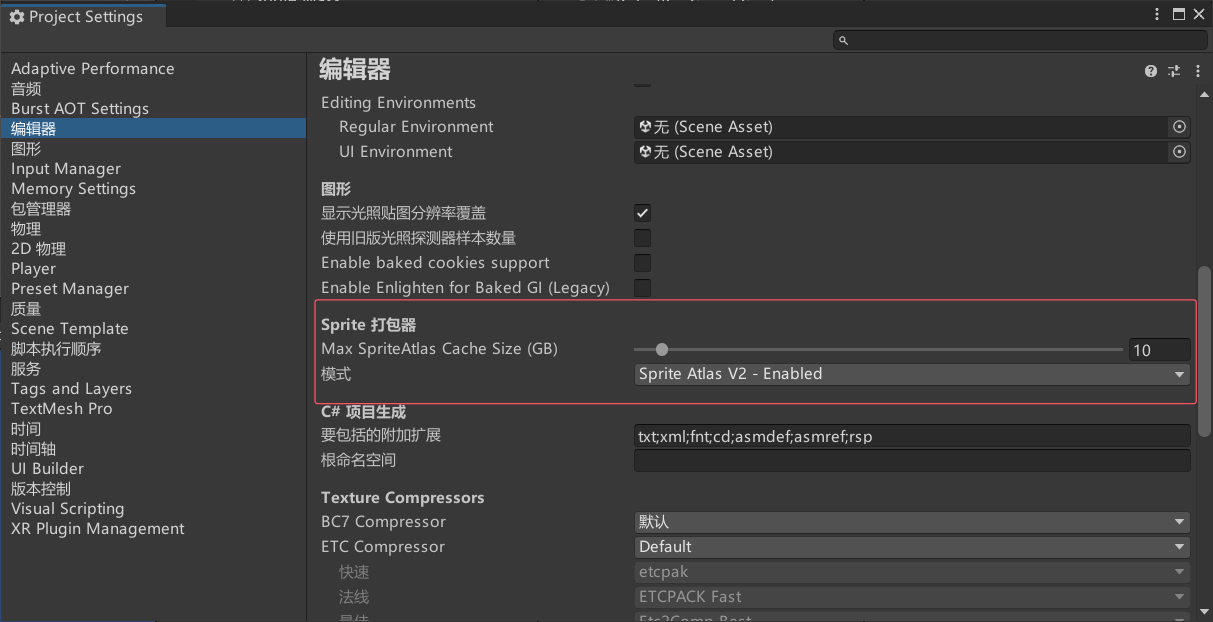 Project Settings
Adaptive Performance
音频
Burst AOT Settings
编辑器
图形
Input Manager
Memory Settings
包管理器
物理
2D 物理
Player
Preset Manager
质量
Scene Template
脚本执行顺序
服务
Tags and Layers
TextMesh Pro
时间
时间轴
UI Builder
版本控制
Visual Scripting
XR Plugin Management
编辑器
Editing Environments
Regular Environment 无 (Scene Asset)
UI Environment 无 (Scene Asset)
图形
显示光照贴图分辨率覆盖
使用旧版光照探测器样本数量
Enable baked cookies support
Enable Enlighten for Baked GI (Legacy)
Sprite 打包器
Max SpriteAtlas Cache Size (GB) 10
模式 Sprite Atlas V2 - Enabled
C# 项目生成
要包括的附加扩展 txt;xml;fnt;cd;asmdef;asmref;rsp
根命名空间
Texture Compressors
BC7 Compressor 默认
ETC Compressor Default
快速 etcpak
法线 ETCPACK Fast
最佳 Etc2Comp Best